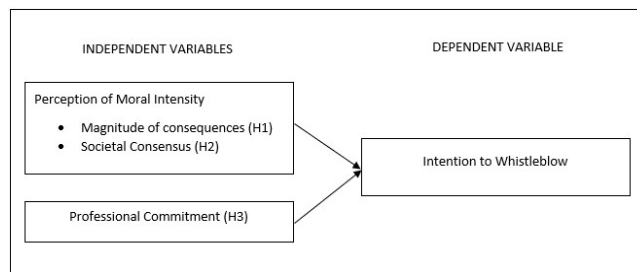 INDEPENDENT VARIABLES
DEPENDENT VARIABLE
Perception of Moral Intensity
• Magnitude of consequences (H1)
• Societal Consensus (H2)
Intention to Whistleblow
Professional Commitment (H3)